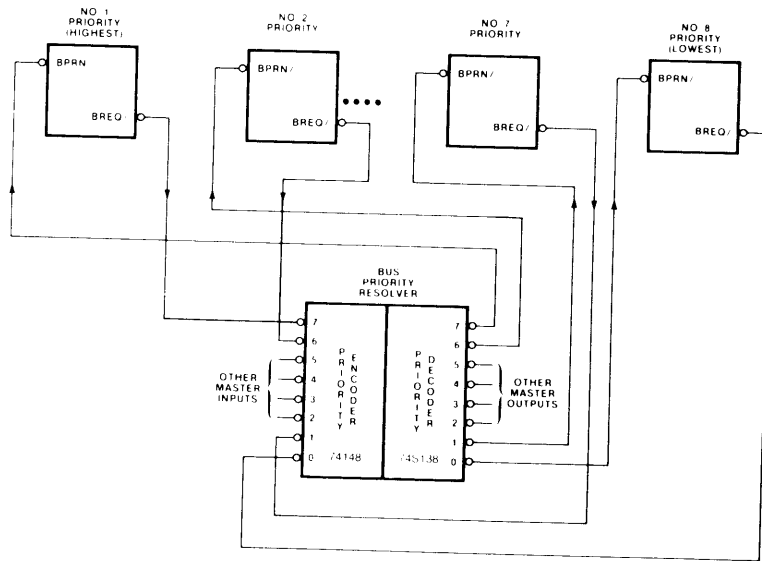 NO. 1
PRIORITY
(HIGHEST)
NO. 2
PRIORITY
NO. 7
PRIORITY
NO. 8
PRIORITY
(LOWEST)
BPRN
BREQ/
BPRN/
BREQ/
BPRN/
BREQ/
BPRN/
BREQ/
BUS
PRIORITY
RESOLVER
7
6
5
4
3
2
1
0
PRIORITY
ENCODER
74148
PRIORITY
DECODER
74S138
7
6
5
4
3
2
1
0
OTHER
MASTER
INPUTS
OTHER
MASTER
OUTPUTS